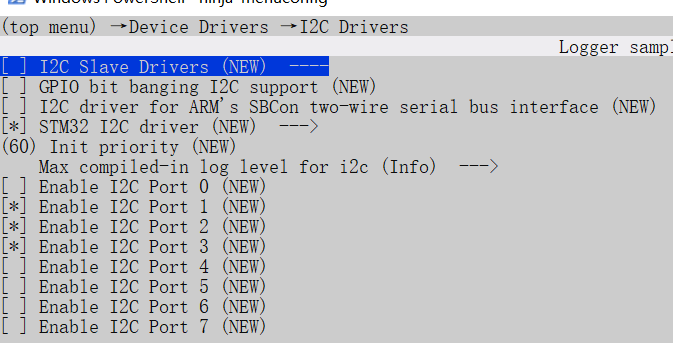 Windows PowerShell - ninja menuconfig
(top menu) →Device Drivers →I2C Drivers
Logger sampl
[ ] I2C Slave Drivers (NEW) ----
[ ] GPIO bit banging I2C support (NEW)
[ ] I2C driver for ARM's SBCon two-wire serial bus interface (NEW)
[*] STM32 I2C driver (NEW) --->
(60) Init priority (NEW)
Max compiled-in log level for i2c (Info) --->
[ ] Enable I2C Port 0 (NEW)
[*] Enable I2C Port 1 (NEW)
[*] Enable I2C Port 2 (NEW)
[*] Enable I2C Port 3 (NEW)
[ ] Enable I2C Port 4 (NEW)
[ ] Enable I2C Port 5 (NEW)
[ ] Enable I2C Port 6 (NEW)
[ ] Enable I2C Port 7 (NEW)